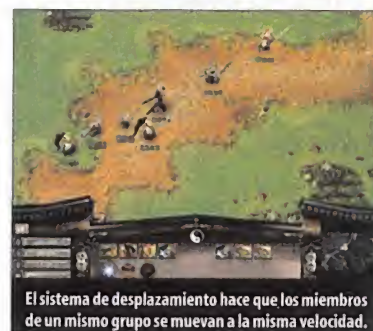 El sistema de desplazamiento hace que los miembros
de un mismo grupo se muevan a la misma velocidad.